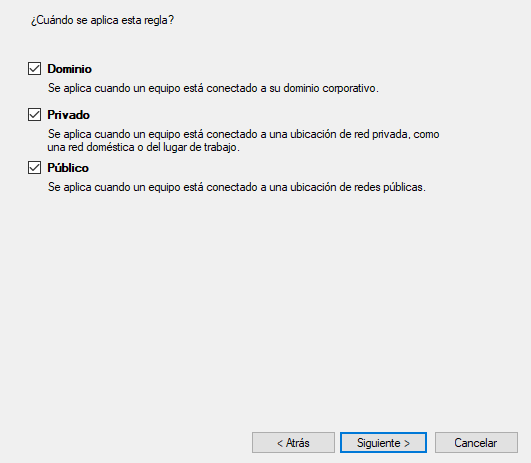 ¿Cuándo se aplica esta regla?
Dominio
Se aplica cuando un equipo está conectado a su dominio corporativo.
Privado
Se aplica cuando un equipo está conectado a una ubicación de red privada, como
una red doméstica o del lugar de trabajo.
Público
Se aplica cuando un equipo está conectado a una ubicación de redes públicas.
< Atrás
Siguiente >
Cancelar